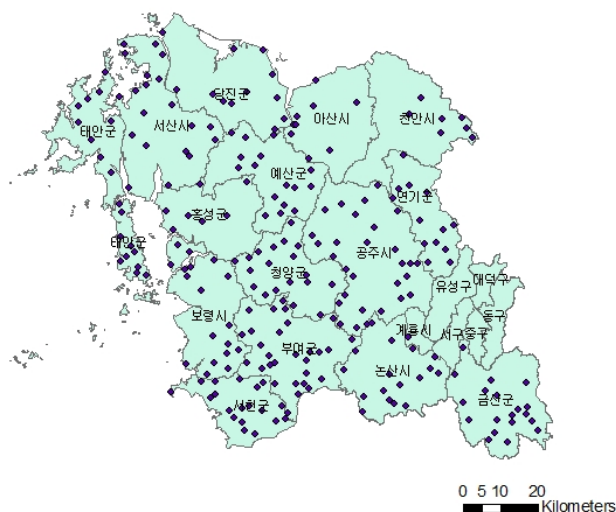 당진군
아산시
천안시
서산시
태안군
예산군
연기군
홍성군
태안군
공주시
청양군
유성구
대덕구
보령시
동구
계룡시
서구
중구
부여군
논산시
서천군
금산군
0 5 10 20
Kilometers